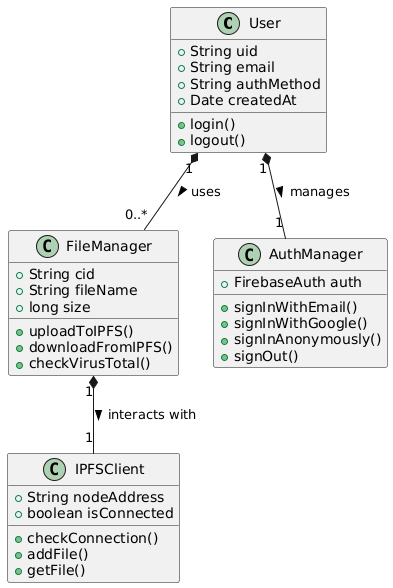 C User
String uid
String email
String authMethod
Date createdAt
login()
logout()
1 1
uses manages
0..* 1
C FileManager
String cid
String fileName
long size
uploadToIPFS()
downloadFromIPFS()
checkVirusTotal()
C AuthManager
FirebaseAuth auth
signInWithEmail()
signInWithGoogle()
signInAnonymously()
signOut()
1
interacts with
1
C IPFSClient
String nodeAddress
boolean isConnected
checkConnection()
addFile()
getFile()